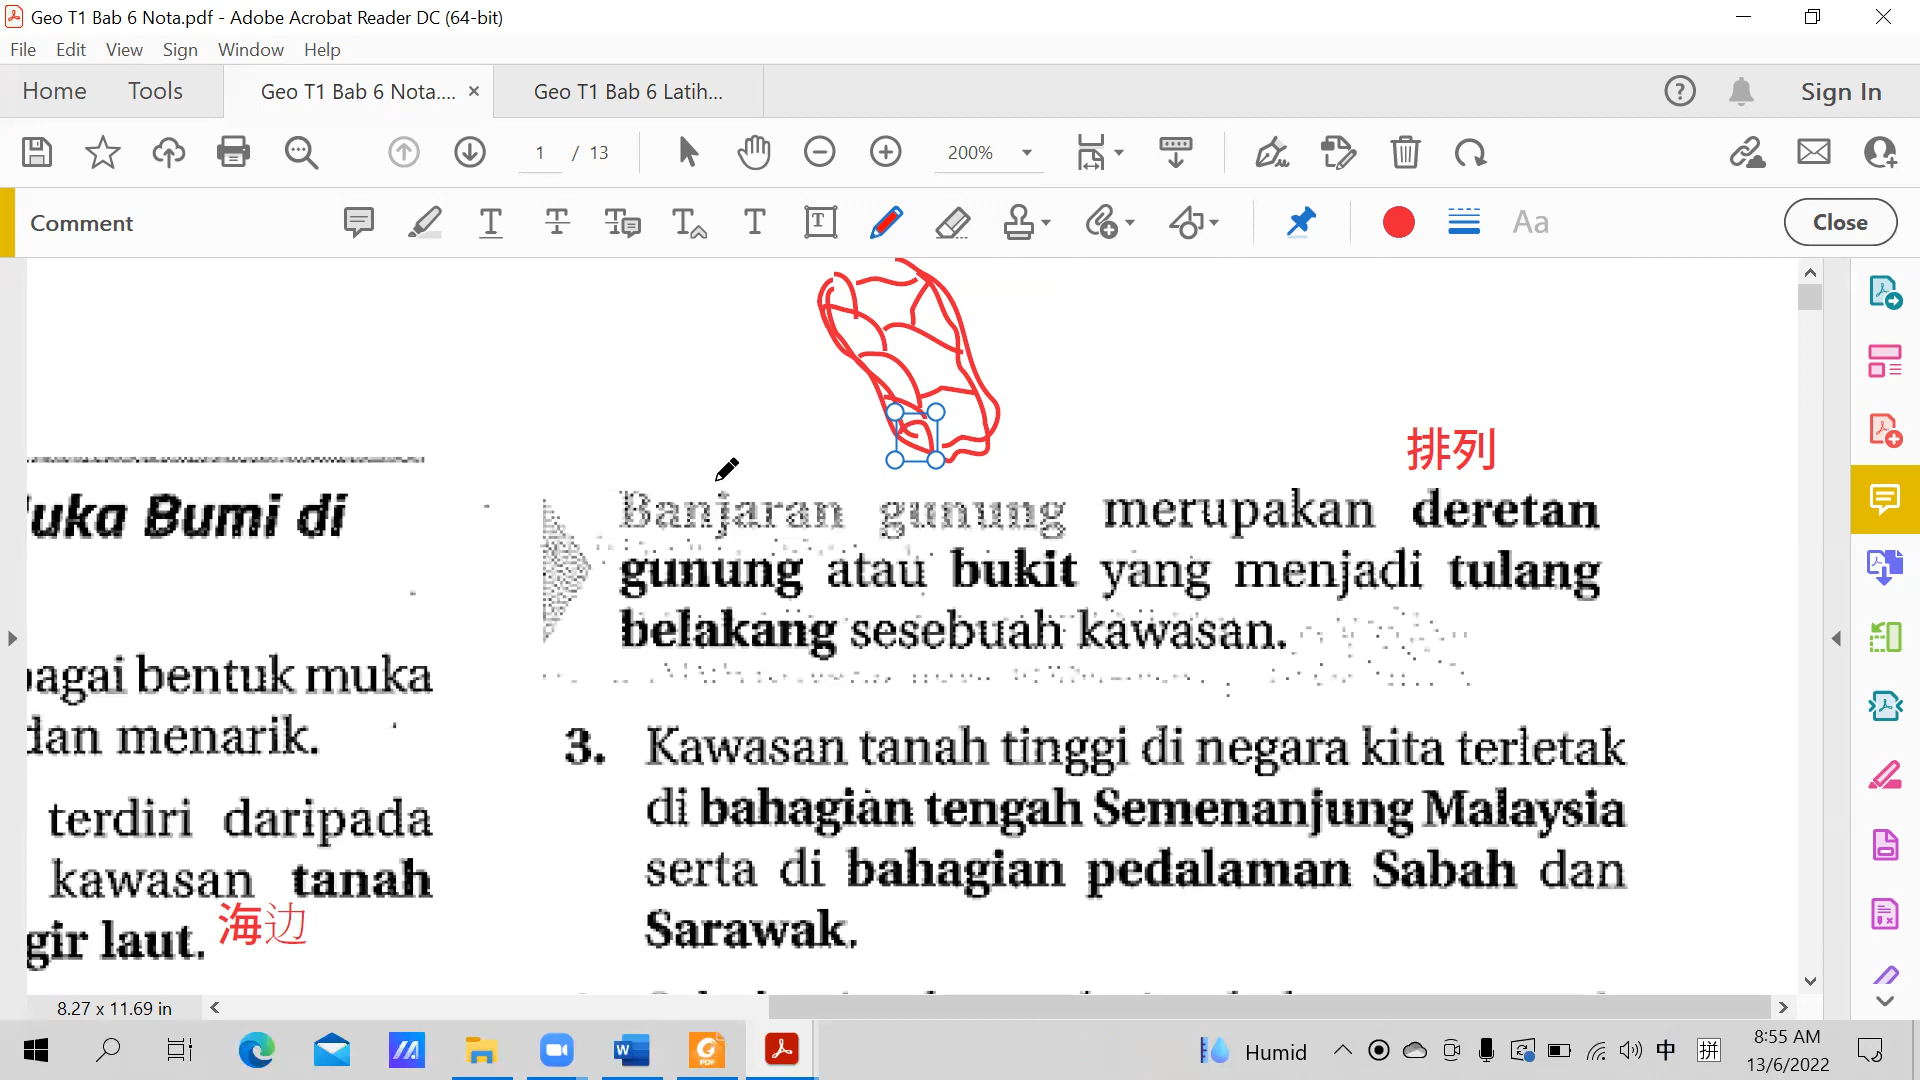 Geo T1 Bab 6 Nota.pdf - Adobe Acrobat Reader DC (64-bit)
File Edit View Sign Window Help
Home Tools Geo T1 Bab 6 Nota.... × Geo T1 Bab 6 Latih... Sign In
1 / 13 200%
Comment Aa Close
排列
uka Bumi di
bagai bentuk muka
dan menarik.
terdiri daripada
kawasan tanah
gir laut. 海边
Banjaran gunung merupakan deretan
gunung atau bukit yang menjadi tulang
belakang sesebuah kawasan.
3. Kawasan tanah tinggi di negara kita terletak
di bahagian tengah Semenanjung Malaysia
serta di bahagian pedalaman Sabah dan
Sarawak.
8.27 x 11.69 in
Humid 中 拼 8:55 AM
13/6/2022